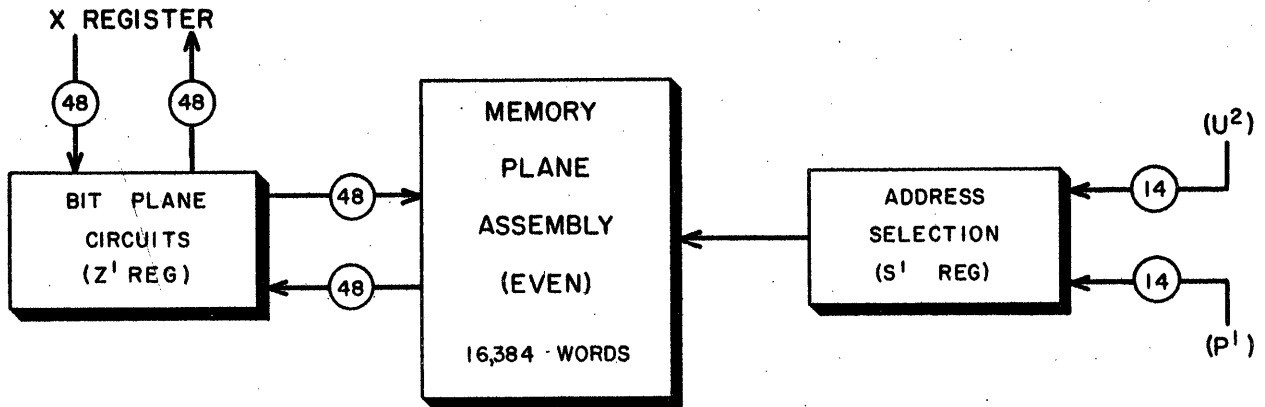 X REGISTER
48
48
BIT PLANE
CIRCUITS
(Z¹ REG)
48
48
MEMORY
PLANE
ASSEMBLY
(EVEN)
16,384 - WORDS
ADDRESS
SELECTION
(S¹ REG)
14
14
(U²)
(P¹)